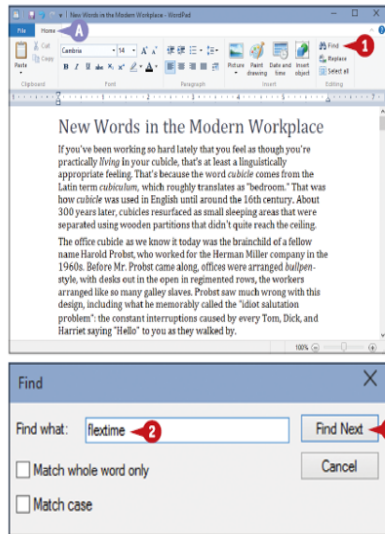 New Words in the Modern Workplace - WordPad
File Home A
Cut
Copy
Paste
Clipboard
Cambria 14 A A
B I U abc X₂ X² A
Font
Paragraph
Picture
Paint drawing
Date and time
Insert object
Insert
Find 1
Replace
Select all
Editing
New Words in the Modern Workplace
If you've been working so hard lately that you feel as though you're
practically living in your cubicle, that's at least a linguistically
appropriate feeling. That's because the word cubicle comes from the
Latin term cubiculum, which roughly translates as "bedroom." That was
how cubicle was used in English until around the 16th century. About
300 years later, cubicles resurfaced as small sleeping areas that were
separated using wooden partitions that didn't quite reach the ceiling.
The office cubicle as we know it today was the brainchild of a fellow
name Harold Probst, who worked for the Herman Miller company in the
1960s. Before Mr. Probst came along, offices were arranged bullpen-
style, with desks out in the open in regimented rows, the workers
arranged like so many galley slaves. Probst saw much wrong with this
design, including what he memorably called the "idiot salutation
problem": the constant interruptions caused by every Tom, Dick, and
Harriet saying "Hello" to you as they walked by.
100%
Find X
Find what: flextime 2 Find Next
Match whole word only Cancel
Match case